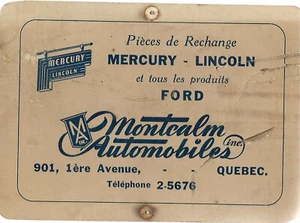 MERCURY
LINCOLN
Pièces de Rechange
MERCURY - LINCOLN
et tous les produits
FORD
Montcalm
Automobiles inc.
901, 1ère Avenue, - - QUEBEC.
Téléphone 2-5676